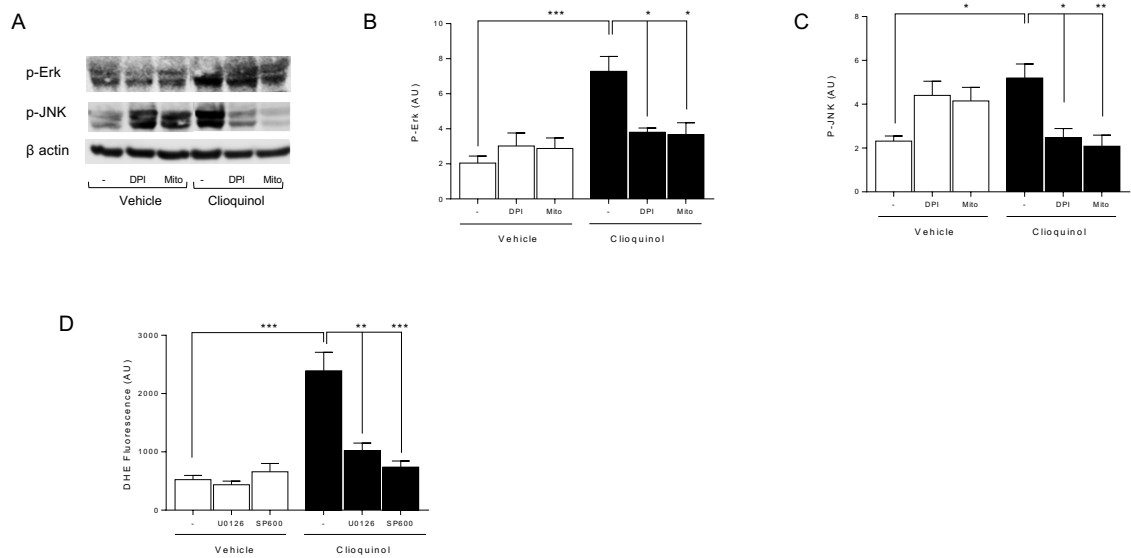 A
p-Erk
p-JNK
β actin
- DPI Mito - DPI Mito
Vehicle Clioquinol
B
*** * *
P-Erk (AU)
10
8
6
4
2
0
- DPI Mito - DPI Mito
Vehicle Clioquinol
C
* * **
P-JNK (AU)
8
6
4
2
0
- DPI Mito - DPI Mito
Vehicle Clioquinol
D
*** ** ***
DHE Fluorescence (AU)
3000
2000
1000
0
- U0126 SP600 - U0126 SP600
Vehicle Clioquinol